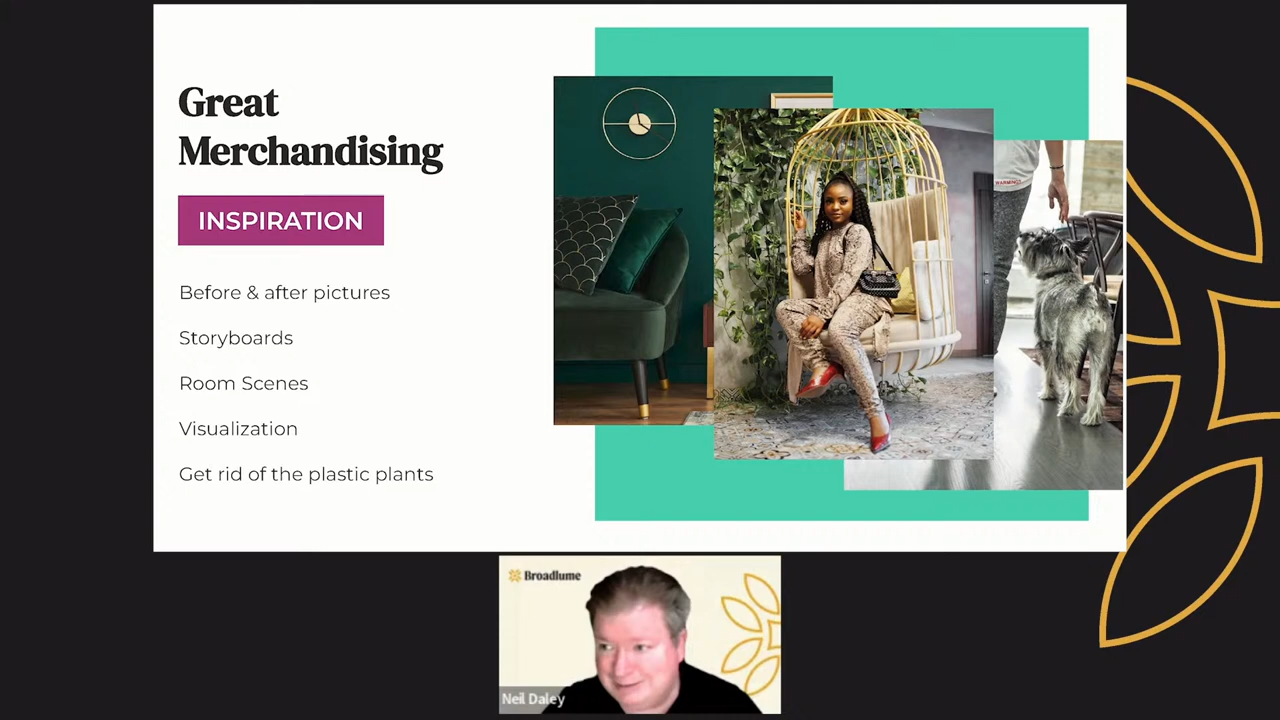 Great
Merchandising
INSPIRATION
Before & after pictures
Storyboards
Room Scenes
Visualization
Get rid of the plastic plants
WARMING!!
Broadlume
Neil Daley